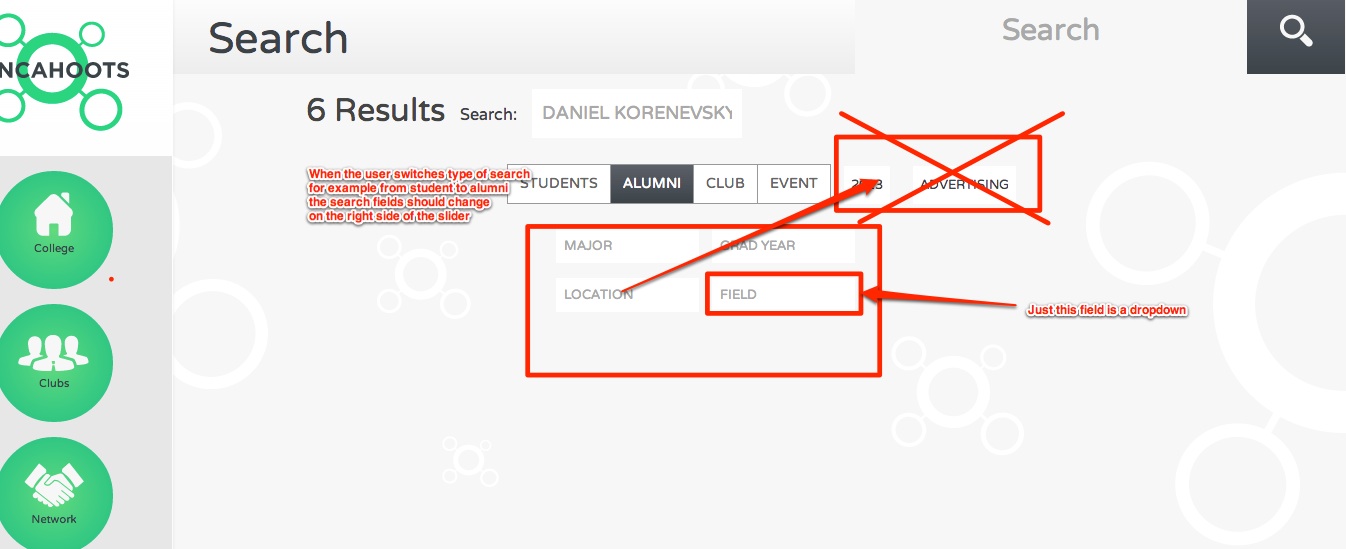 NCAHOOTS
Search
Search
6 Results
Search:
DANIEL KORENEVSKY
When the user switches type of search
for example from student to alumni
the search fields should change
on the right side of the slider
STUDENTS
ALUMNI
CLUB
EVENT
ADVERTISING
MAJOR
GRAD YEAR
LOCATION
FIELD
Just this field is a dropdown
College
Clubs
Network